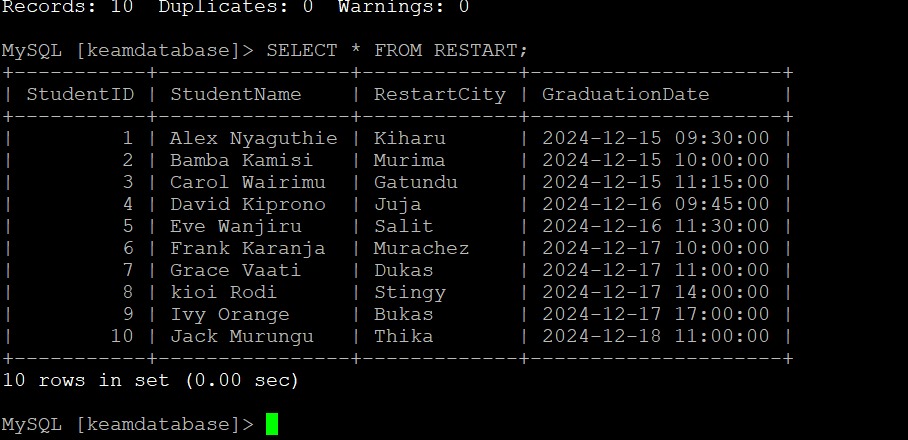 Records: 10  Duplicates: 0  Warnings: 0
MySQL [keamdatabase]> SELECT * FROM RESTART;
+-----------+----------------+-------------+---------------------+
| StudentID | StudentName    | RestartCity | GraduationDate      |
+-----------+----------------+-------------+---------------------+
|         1 | Alex Nyaguthie | Kiharu      | 2024-12-15 09:30:00 |
|         2 | Bamba Kamisi   | Murima      | 2024-12-15 10:00:00 |
|         3 | Carol Wairimu  | Gatundu     | 2024-12-15 11:15:00 |
|         4 | David Kiprono  | Juja        | 2024-12-16 09:45:00 |
|         5 | Eve Wanjiru    | Salit       | 2024-12-16 11:30:00 |
|         6 | Frank Karanja  | Murachez    | 2024-12-17 10:00:00 |
|         7 | Grace Vaati    | Dukas       | 2024-12-17 11:00:00 |
|         8 | kioi Rodi      | Stingy      | 2024-12-17 14:00:00 |
|         9 | Ivy Orange     | Bukas       | 2024-12-17 17:00:00 |
|        10 | Jack Murungu   | Thika       | 2024-12-18 11:00:00 |
+-----------+----------------+-------------+---------------------+
10 rows in set (0.00 sec)
MySQL [keamdatabase]>